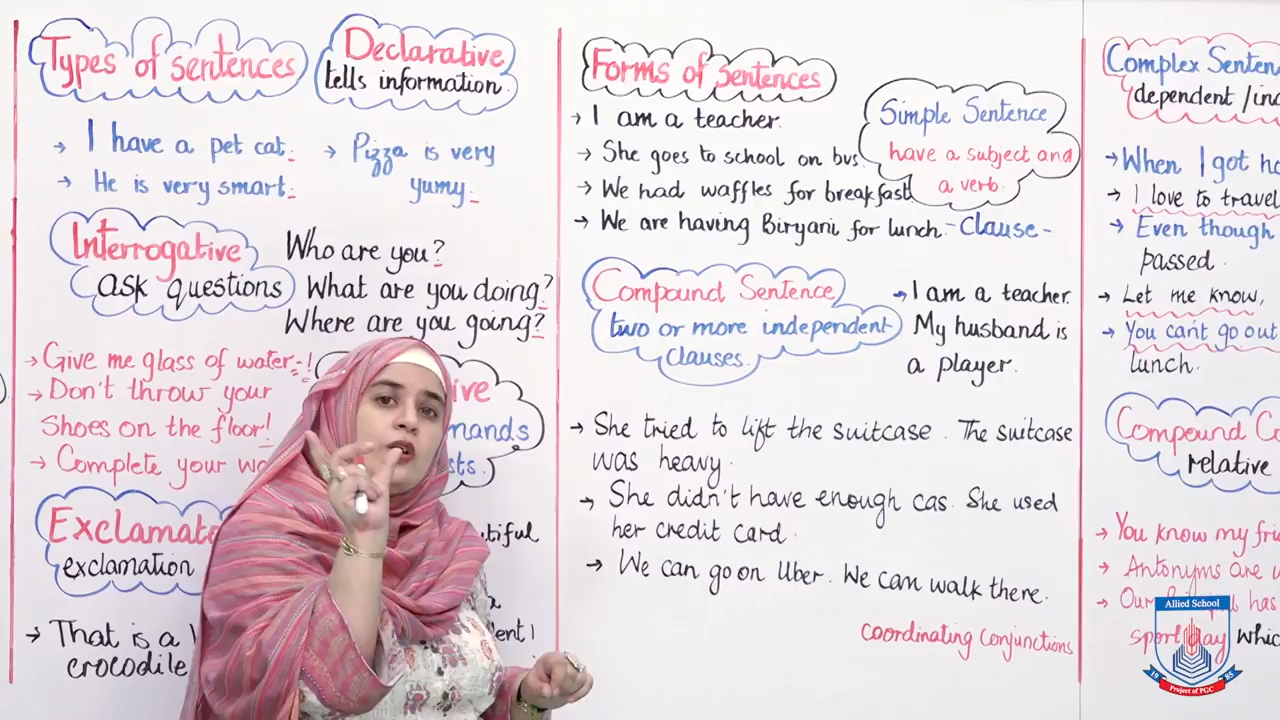 Types of sentences
Declarative
tells information.
→ I have a pet cat.
→ He is very smart.
→ Pizza is very
yumy.
Interrogative
ask questions
Who are you?
What are you doing?
Where are you going?
→ Give me glass of water-!
→ Don't throw your
Shoes on the floor!
→ Complete your
exclamation
→ That is a
crocodile
Forms of sentences
→ I am a teacher.
→ She goes to school on bus.
→ We had waffles for breakfast.
→ We are having Biryani for lunch. - Clause -
Simple Sentence
have a subject and
a verb.
Compound Sentence
two or more independent
clauses.
→ I am a teacher.
My husband is
a player.
→ She tried to lift the suitcase. The suitcase
was heavy.
→ She didn't have enough cas. She used
her credit card.
→ We can go on Uber. We can walk there.
coordinating conjunctions
Complex
dependent
→ When I got
→ I love to
→ Even though
passed.
→ Let me know,
→ You can't go out
lunch.
Compound
relative
→ You know my
→ Antonyms are
→ Our
sport day
Allied School
1985
Project of PGC